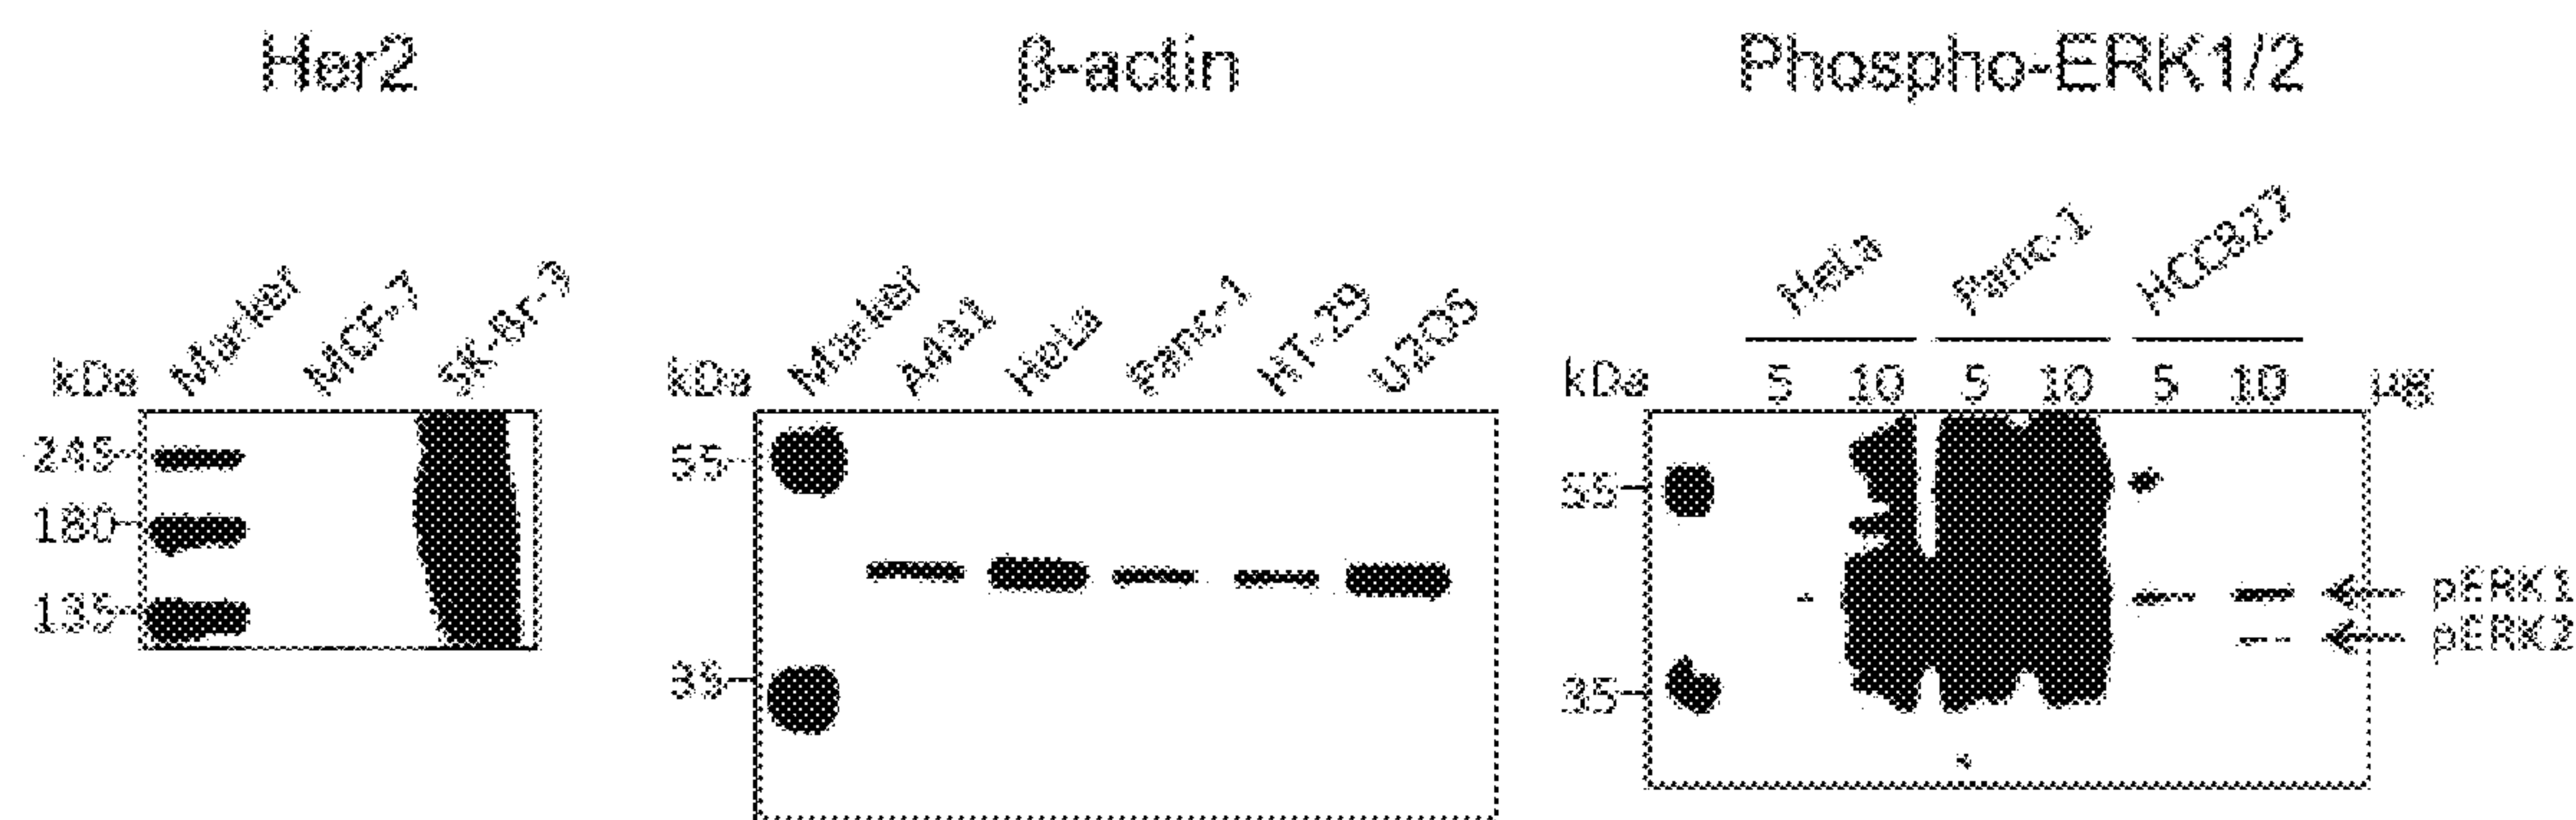 Her2
Marker MCF-7 SK-Br-3
kDa
245
180
135
β-actin
Marker A431 HeLa Panc-1 HT-29 U2OS
kDa
55
35
Phospho-ERK1/2
HeLa Panc-1 HCC827
kDa 5 10 5 10 5 10 µg
55
35
pERK1
pERK2